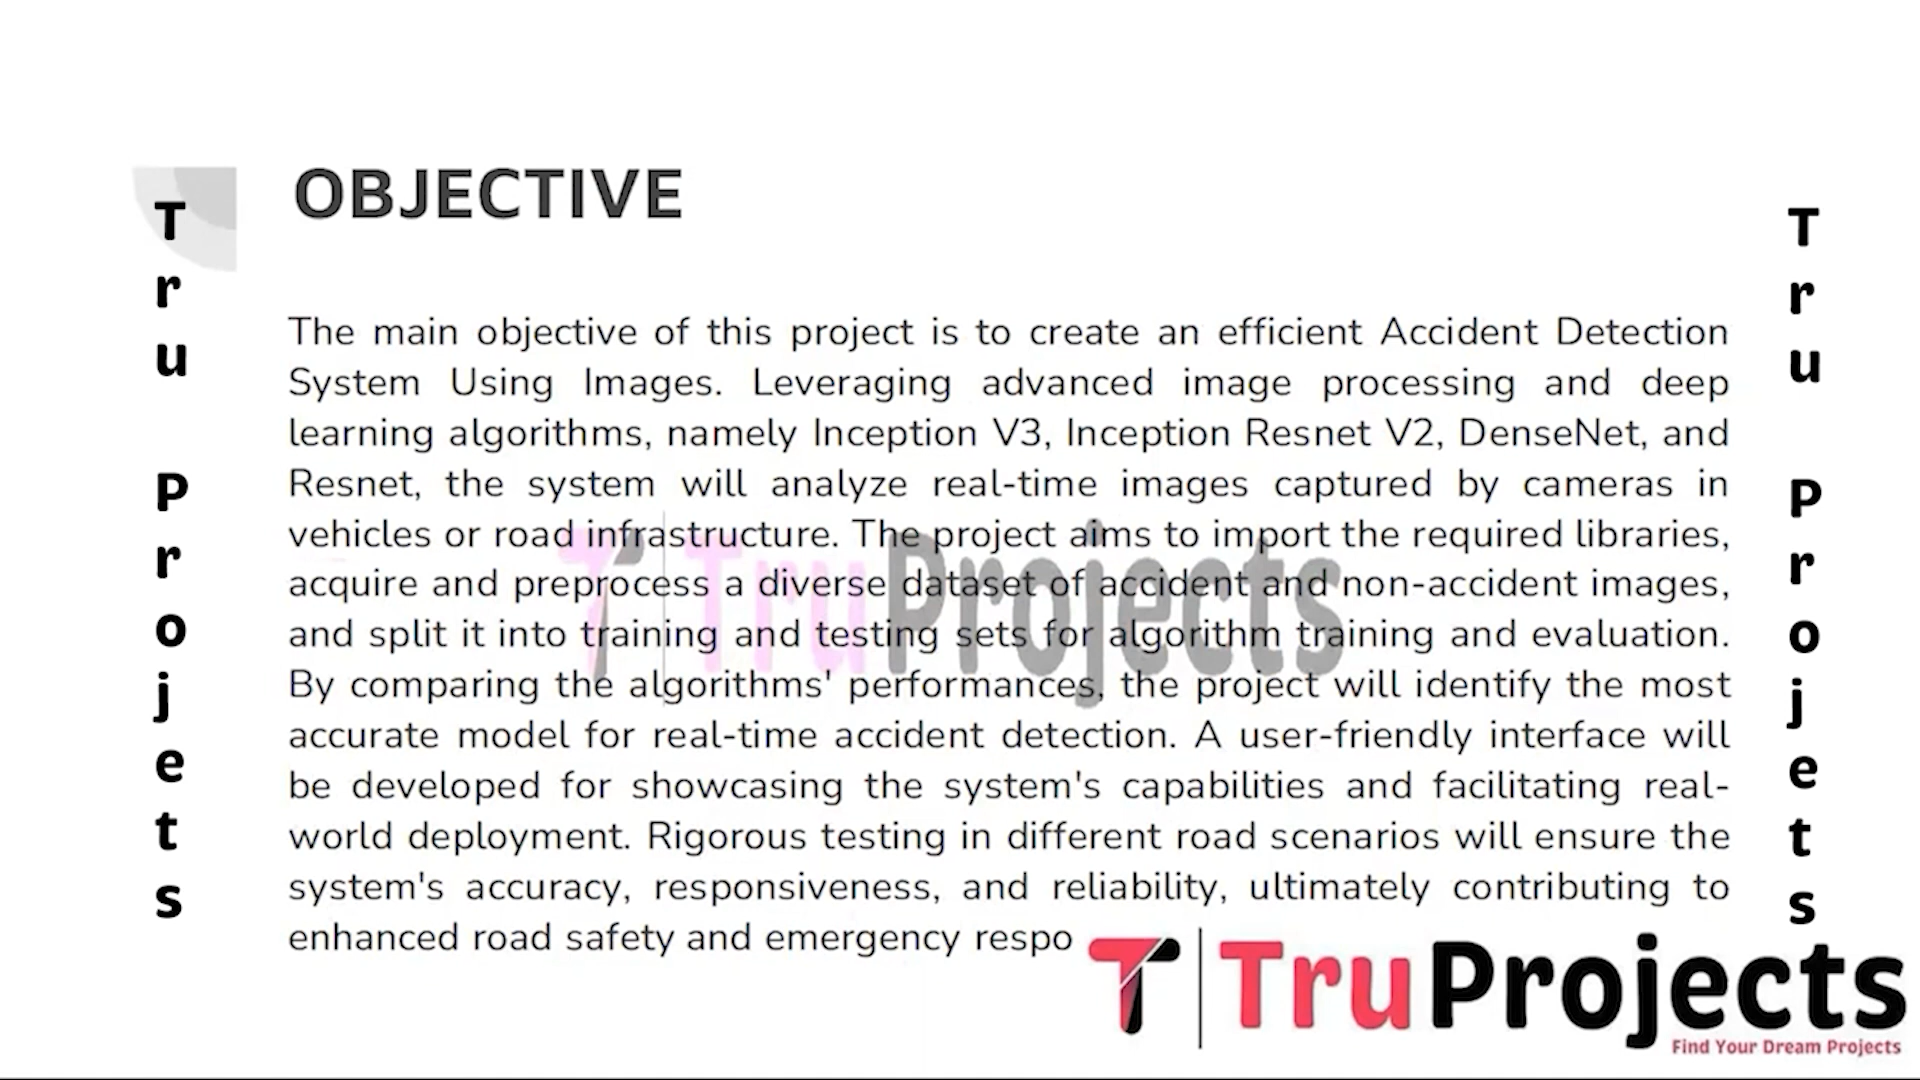 OBJECTIVE
The main objective of this project is to create an efficient Accident Detection
System Using Images. Leveraging advanced image processing and deep
learning algorithms, namely Inception V3, Inception Resnet V2, DenseNet, and
Resnet, the system will analyze real-time images captured by cameras in
vehicles or road infrastructure. The project aims to import the required libraries,
acquire and preprocess a diverse dataset of accident and non-accident images,
and split it into training and testing sets for algorithm training and evaluation.
By comparing the algorithms' performances, the project will identify the most
accurate model for real-time accident detection. A user-friendly interface will
be developed for showcasing the system's capabilities and facilitating real-
world deployment. Rigorous testing in different road scenarios will ensure the
system's accuracy, responsiveness, and reliability, ultimately contributing to
enhanced road safety and emergency respo
Tru Projets
Tru Projets
TruProjects
TruProjects
Find Your Dream Projects